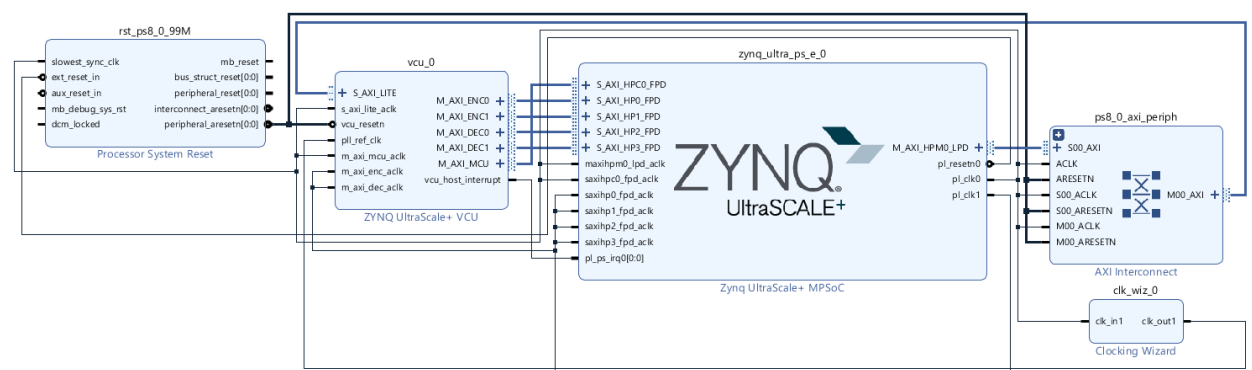 rst_ps8_0_99M
slowest_sync_clk
ext_reset_in
aux_reset_in
mb_debug_sys_rst
dcm_locked
mb_reset
bus_struct_reset[0:0]
peripheral_reset[0:0]
interconnect_aresetn[0:0]
peripheral_aresetn[0:0]
Processor System Reset
vcu_0
S_AXI_LITE
s_axi_lite_aclk
vcu_resetn
pll_ref_clk
m_axi_mcu_aclk
m_axi_enc_aclk
m_axi_dec_aclk
M_AXI_ENC0
M_AXI_ENC1
M_AXI_DEC0
M_AXI_DEC1
M_AXI_MCU
vcu_host_interrupt
ZYNQ UltraScale+ VCU
zynq_ultra_ps_e_0
S_AXI_HPC0_FPD
S_AXI_HP0_FPD
S_AXI_HP1_FPD
S_AXI_HP2_FPD
S_AXI_HP3_FPD
maxihpm0_lpd_aclk
saxihpc0_fpd_aclk
saxihp0_fpd_aclk
saxihp1_fpd_aclk
saxihp2_fpd_aclk
saxihp3_fpd_aclk
pl_ps_irq0[0:0]
ZYNQ®
UltraSCALE+
M_AXI_HPM0_LPD
pl_resetn0
pl_clk0
pl_clk1
Zynq UltraScale+ MPSoC
ps8_0_axi_periph
S00_AXI
ACLK
ARESETN
S00_ACLK
S00_ARESETN
M00_ACLK
M00_ARESETN
M00_AXI
AXI Interconnect
clk_wiz_0
clk_in1
clk_out1
Clocking Wizard